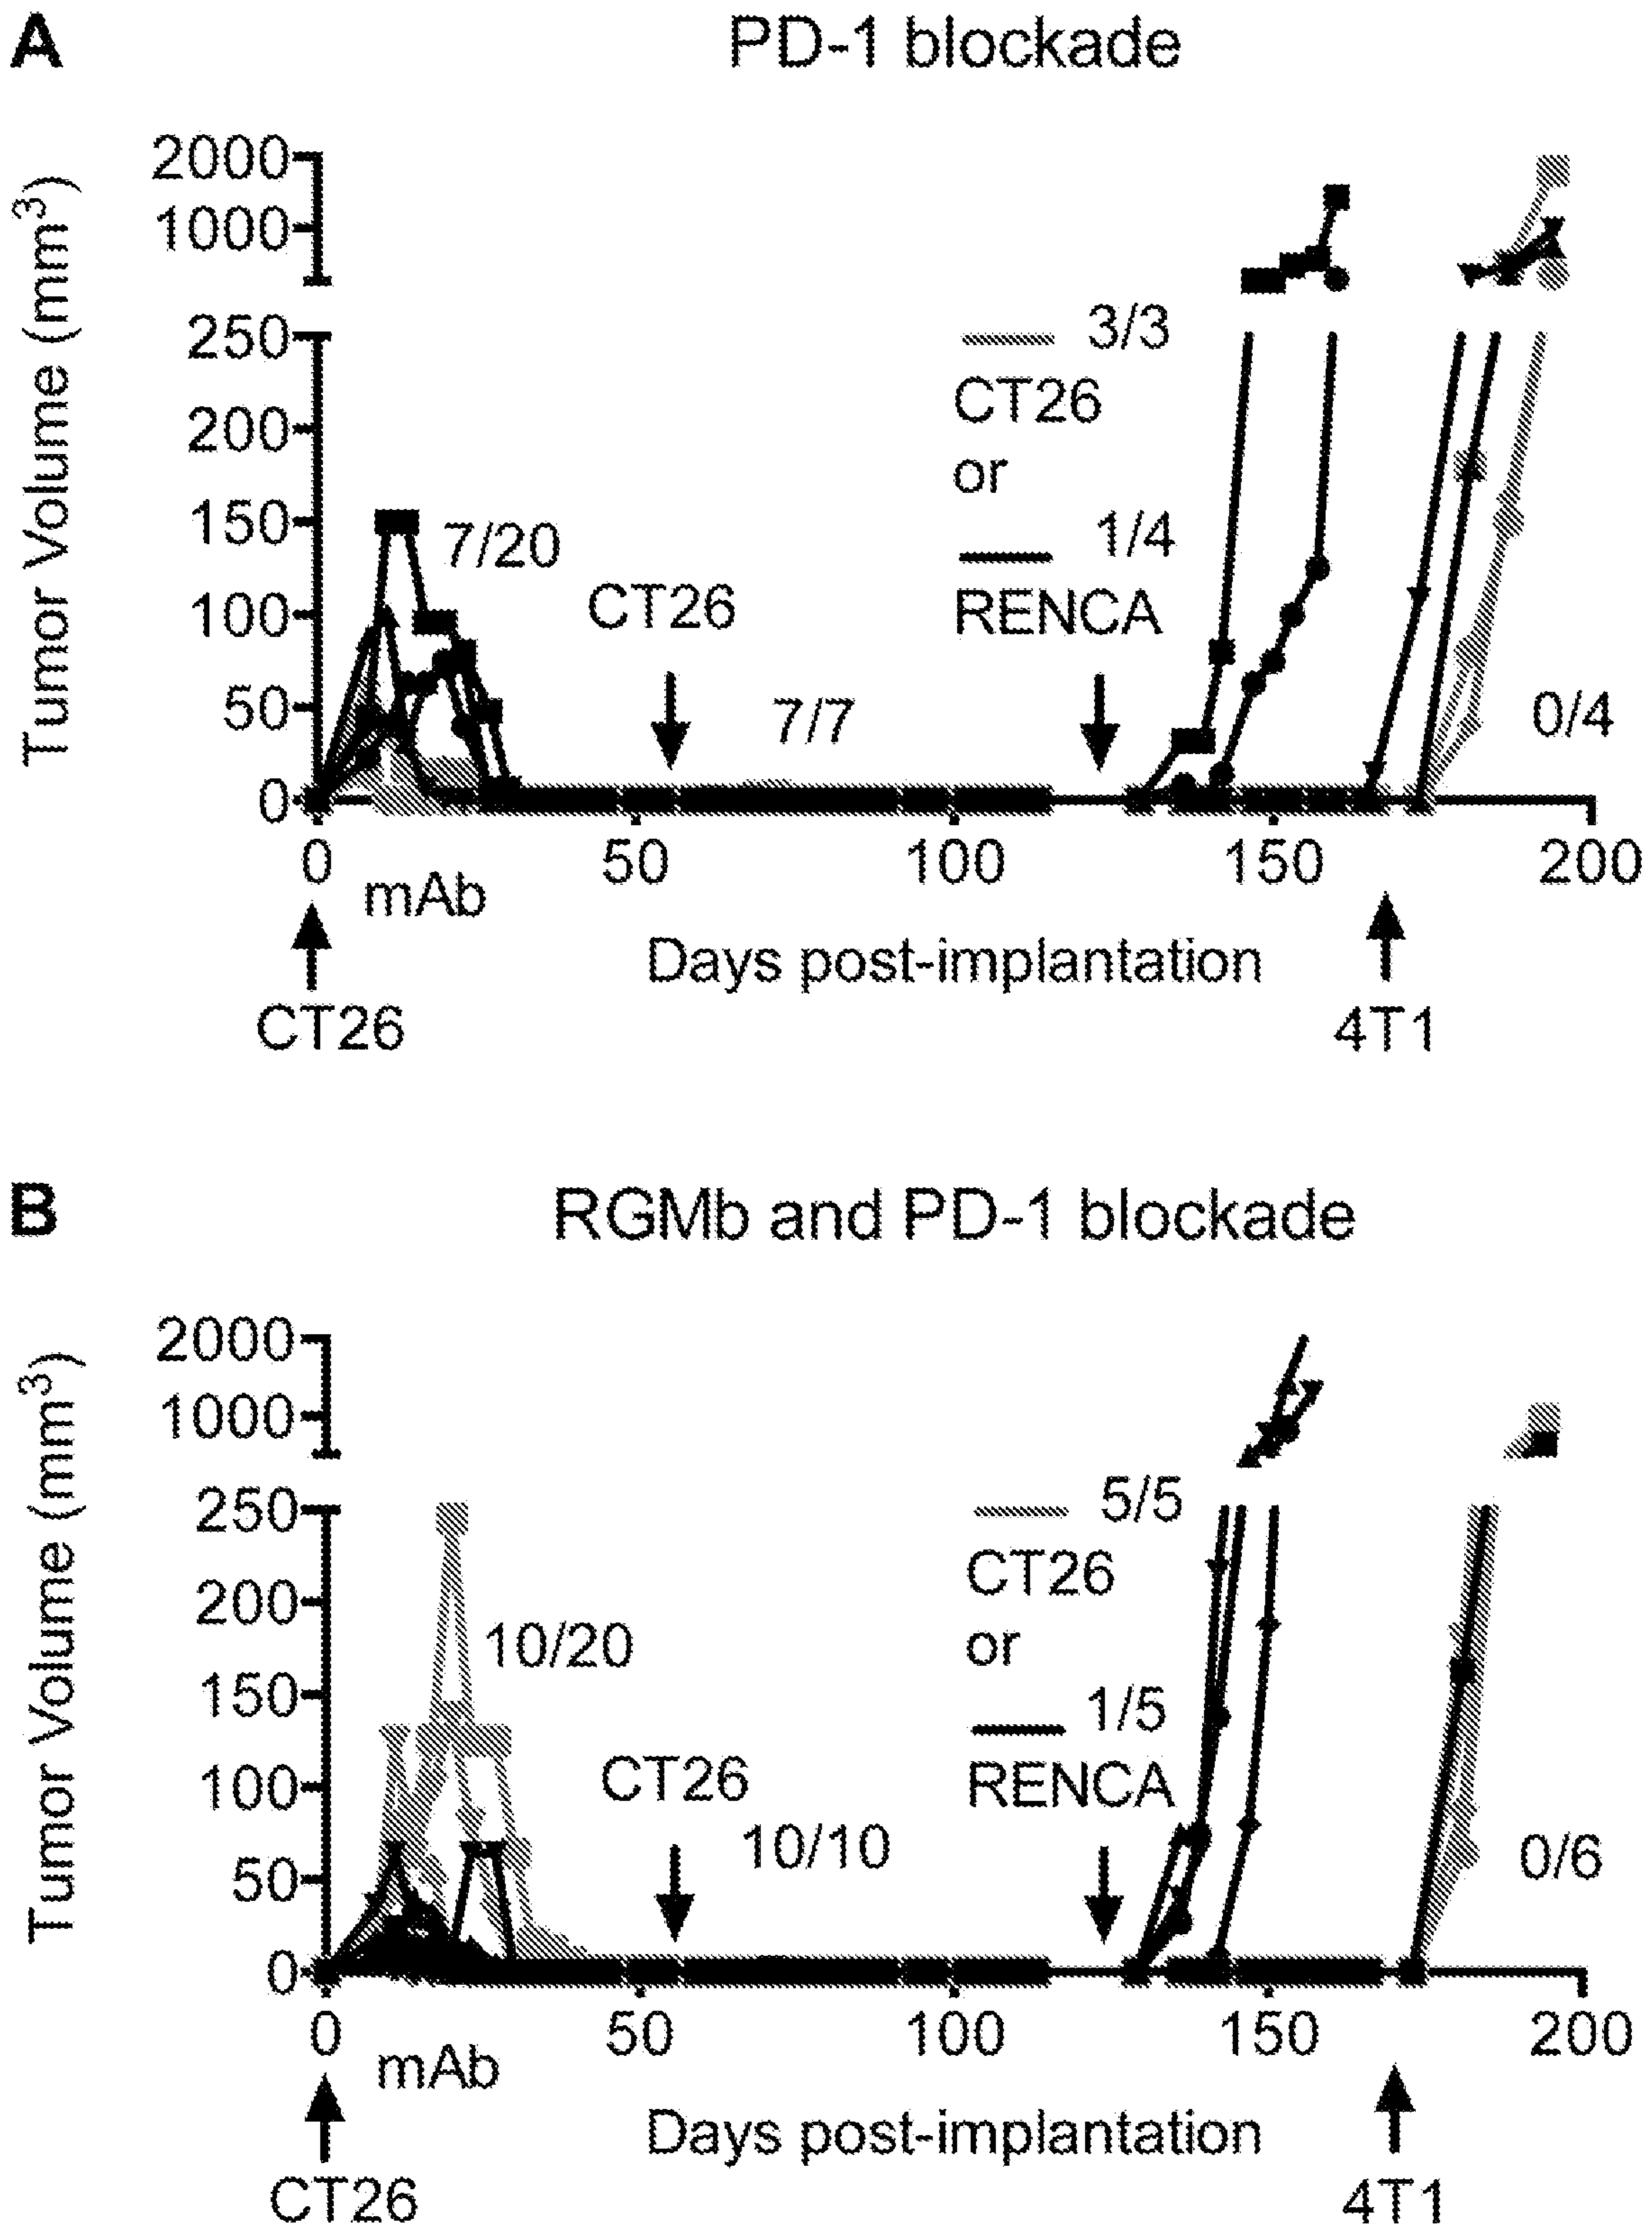 A
PD-1 blockade
Tumor Volume (mm³)
2000
1000
250
200
150
100
50
0
7/20
CT26
7/7
3/3
CT26
or
1/4
RENCA
0/4
0
50
100
150
200
mAb
Days post-implantation
CT26
4T1
B
RGMb and PD-1 blockade
Tumor Volume (mm³)
2000
1000
250
200
150
100
50
0
10/20
CT26
10/10
5/5
CT26
or
1/5
RENCA
0/6
0
50
100
150
200
mAb
Days post-implantation
CT26
4T1